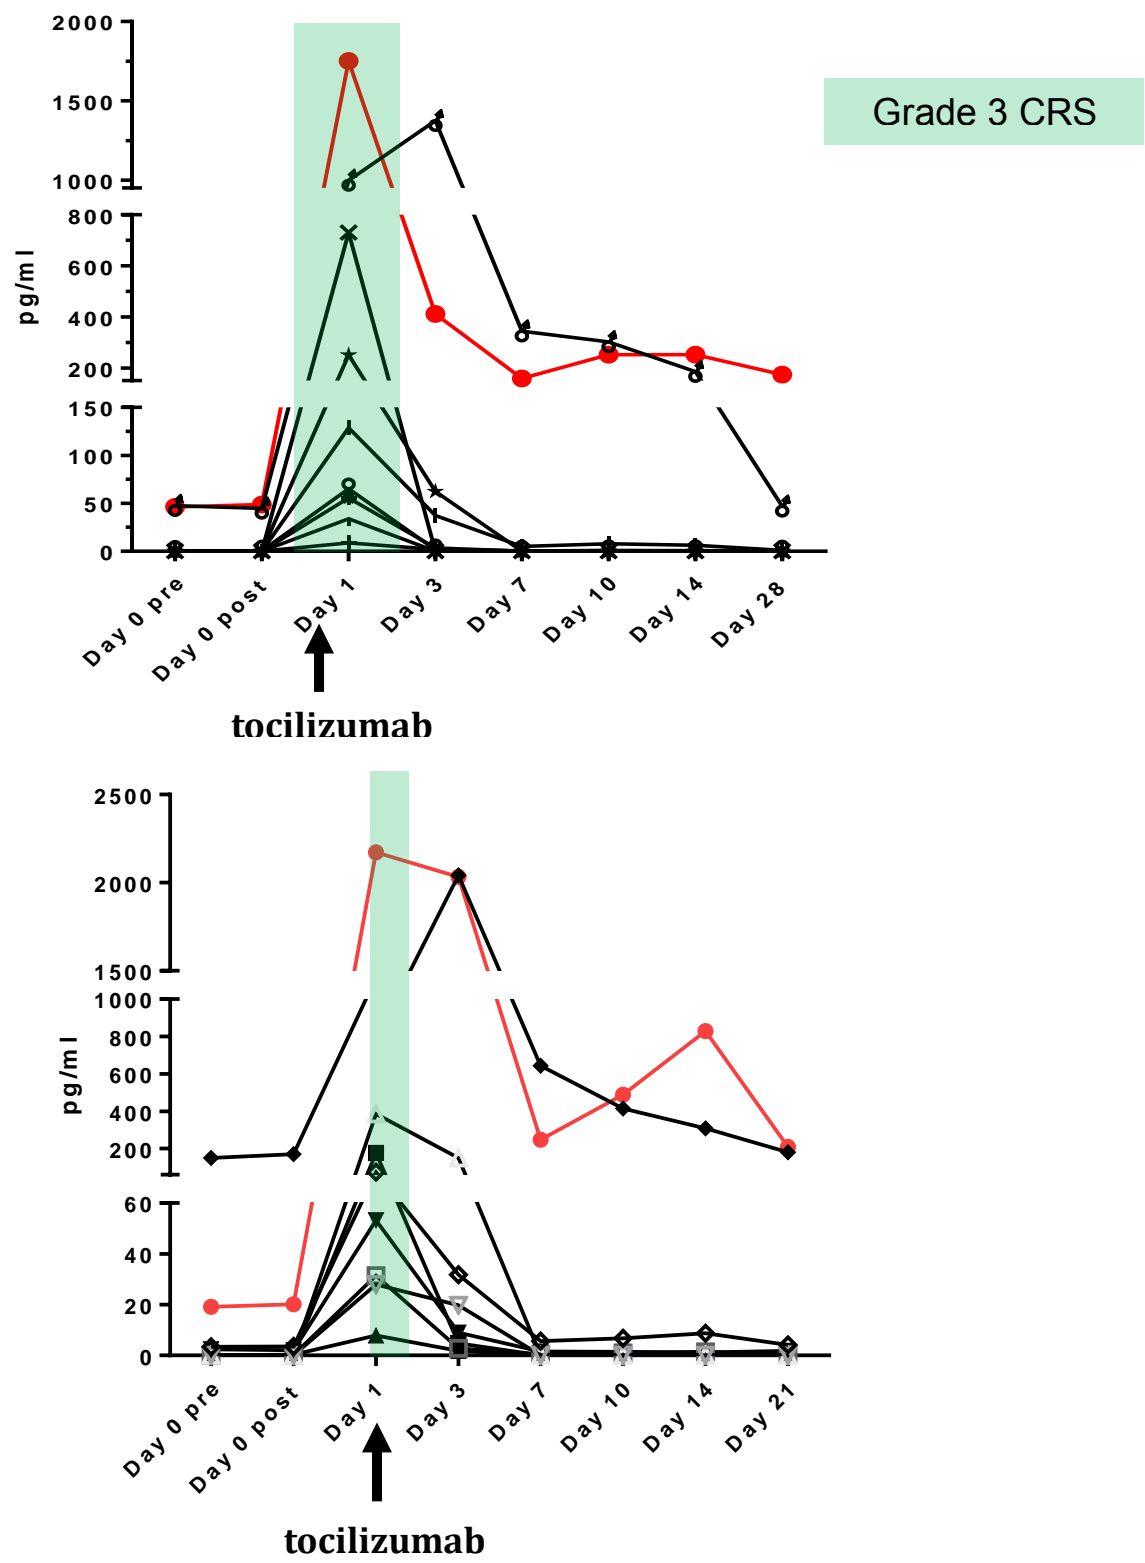 2000
1500
1000
800
600
400
200
150
100
50
0
pg/ml
Grade 3 CRS
Day 0 pre
Day 0 post
Day 1
Day 3
Day 7
Day 10
Day 14
Day 28
tocilizumab
2500
2000
1500
1000
800
600
400
200
60
40
20
0
pg/ml
Day 0 pre
Day 0 post
Day 1
Day 3
Day 7
Day 10
Day 14
Day 21
tocilizumab